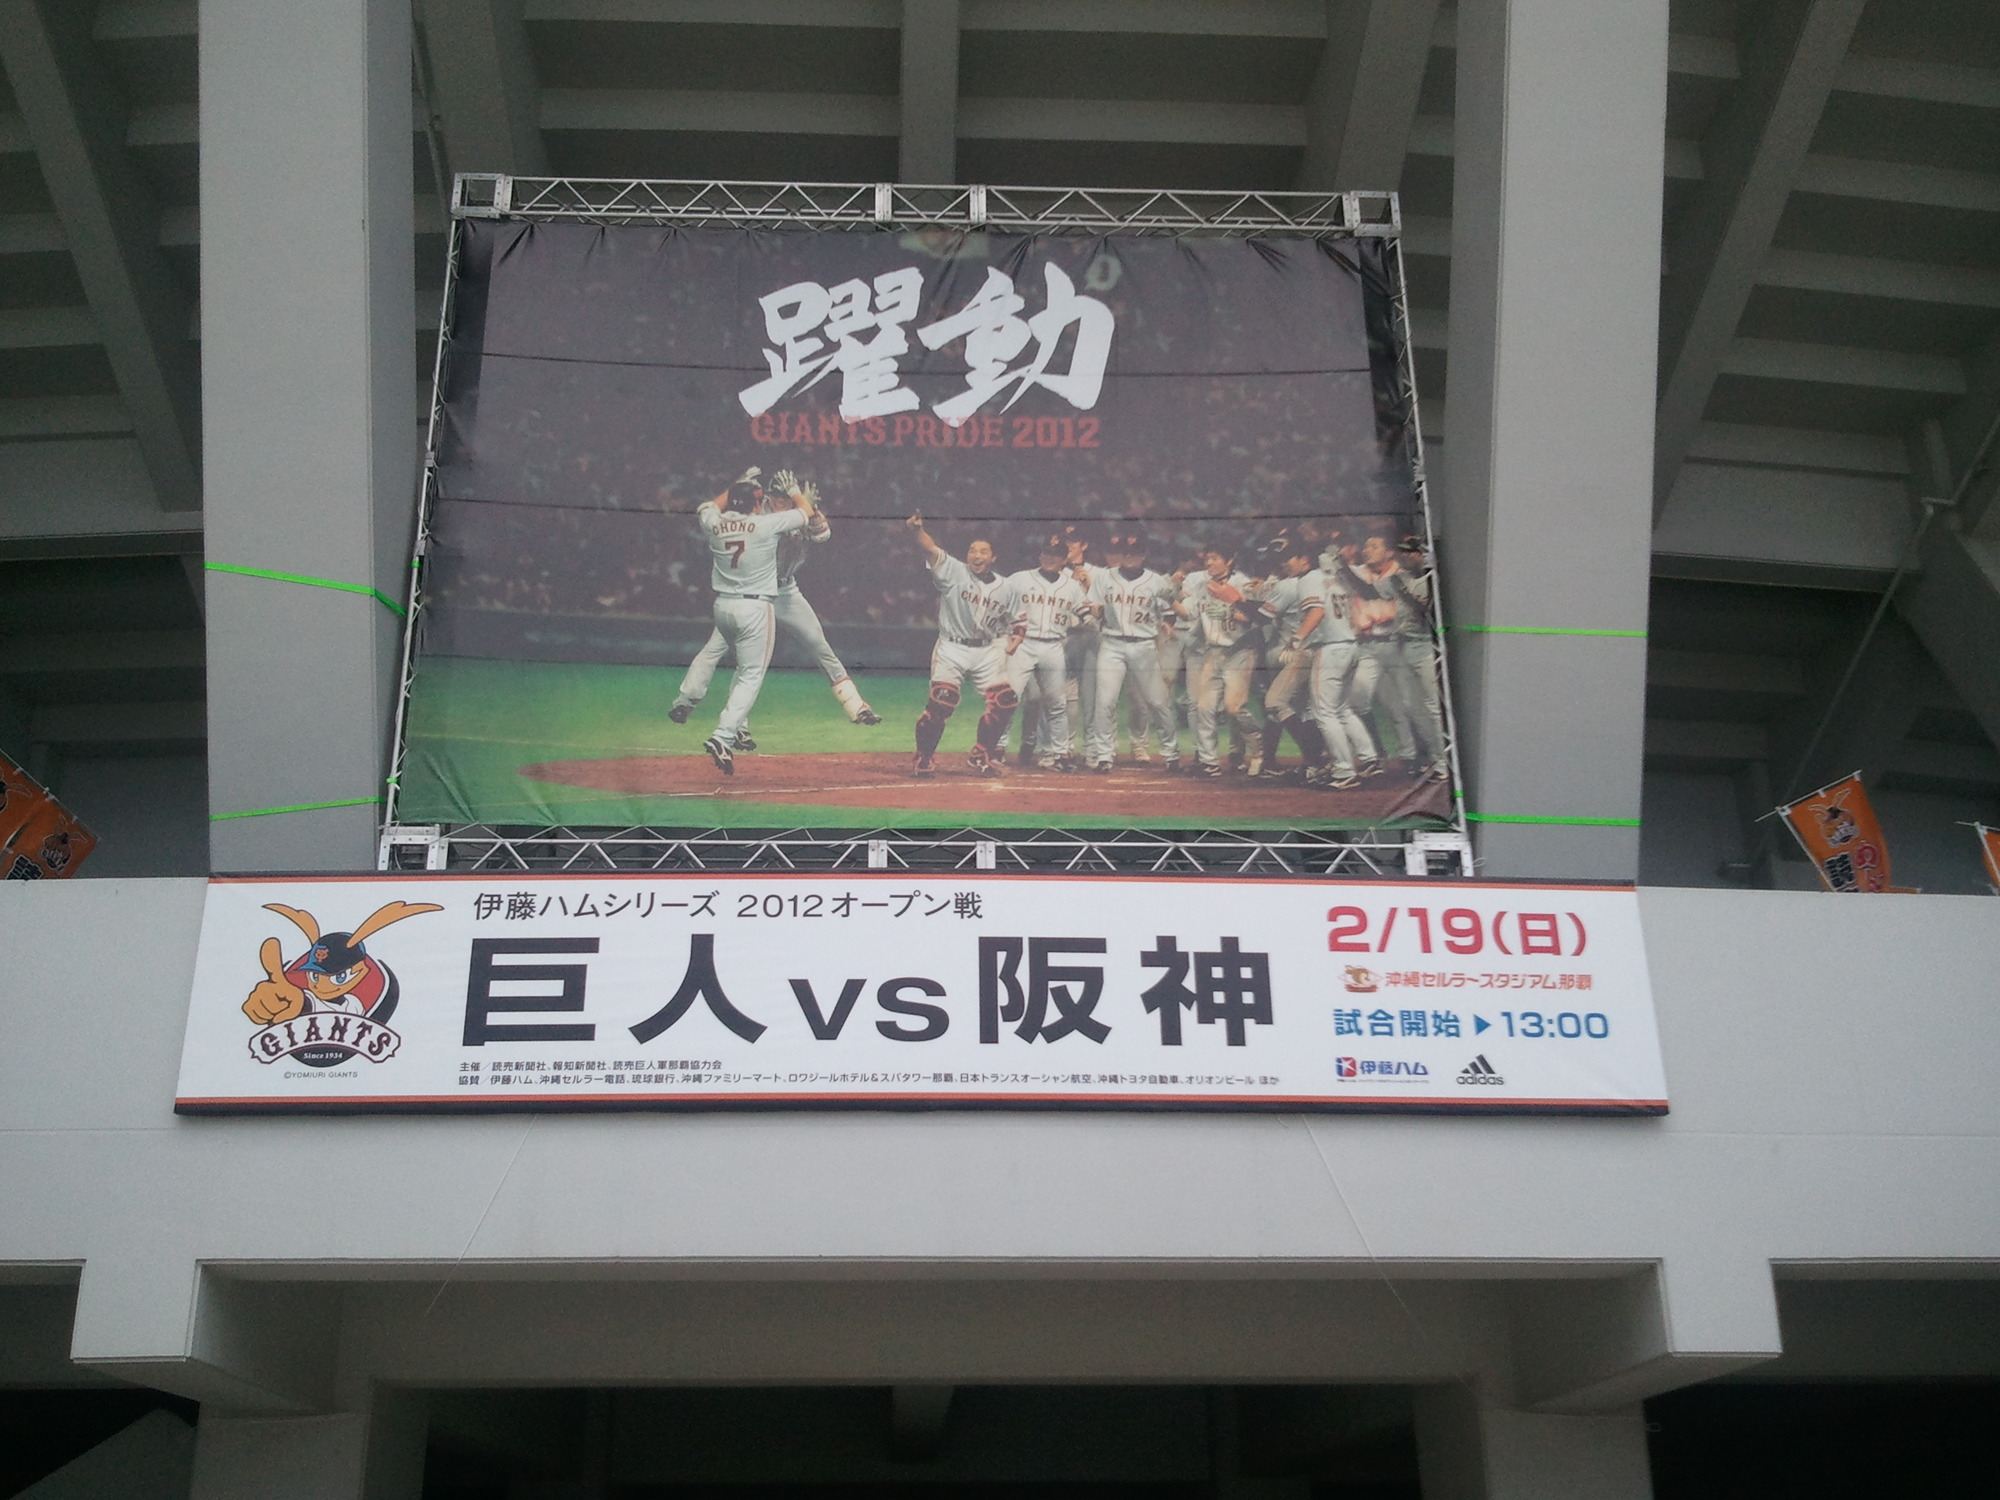 躍動
GIANTS PRIDE 2012
CHONO
7
GIANTS
10
GIANTS
53
GIANTS
24
伊藤ハムシリーズ 2012オープン戦
巨人vs阪神
2/19(日)
沖縄セルラースタジアム那覇
試合開始▶13:00
GIANTS
Since 1934
©YOMIURI GIANTS
主催/読売新聞社、報知新聞社、読売巨人軍那覇協力会
協賛/伊藤ハム、沖縄セルラー電話、琉球銀行、沖縄ファミリーマート、ロワジールホテル&スパタワー那覇、日本トランスオーシャン航空、沖縄トヨタ自動車、オリオンビール ほか
伊藤ハム
adidas